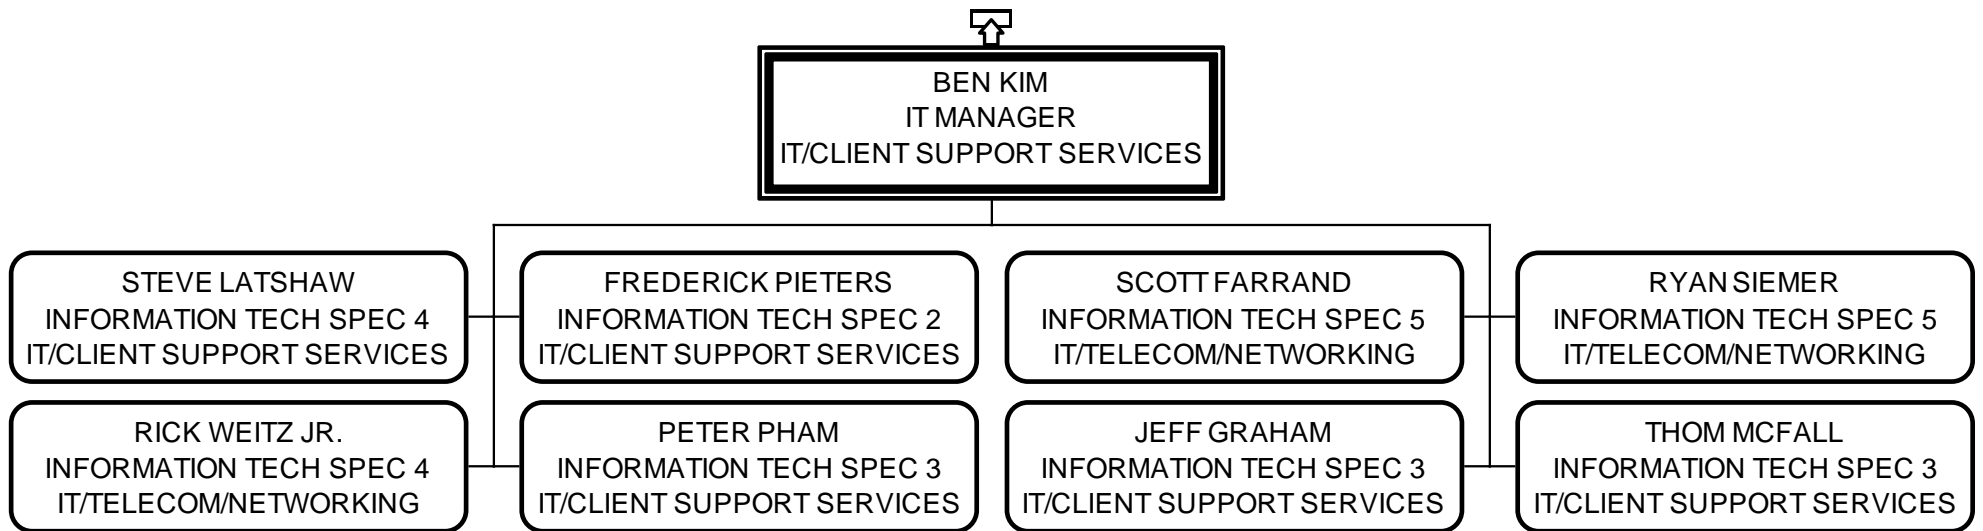 BEN KIM
IT MANAGER
IT/CLIENT SUPPORT SERVICES
STEVE LATSHAW
INFORMATION TECH SPEC 4
IT/CLIENT SUPPORT SERVICES
FREDERICK PIETERS
INFORMATION TECH SPEC 2
IT/CLIENT SUPPORT SERVICES
SCOTT FARRAND
INFORMATION TECH SPEC 5
IT/TELECOM/NETWORKING
RYAN SIEMER
INFORMATION TECH SPEC 5
IT/TELECOM/NETWORKING
RICK WEITZ JR.
INFORMATION TECH SPEC 4
IT/TELECOM/NETWORKING
PETER PHAM
INFORMATION TECH SPEC 3
IT/CLIENT SUPPORT SERVICES
JEFF GRAHAM
INFORMATION TECH SPEC 3
IT/CLIENT SUPPORT SERVICES
THOM MCFALL
INFORMATION TECH SPEC 3
IT/CLIENT SUPPORT SERVICES